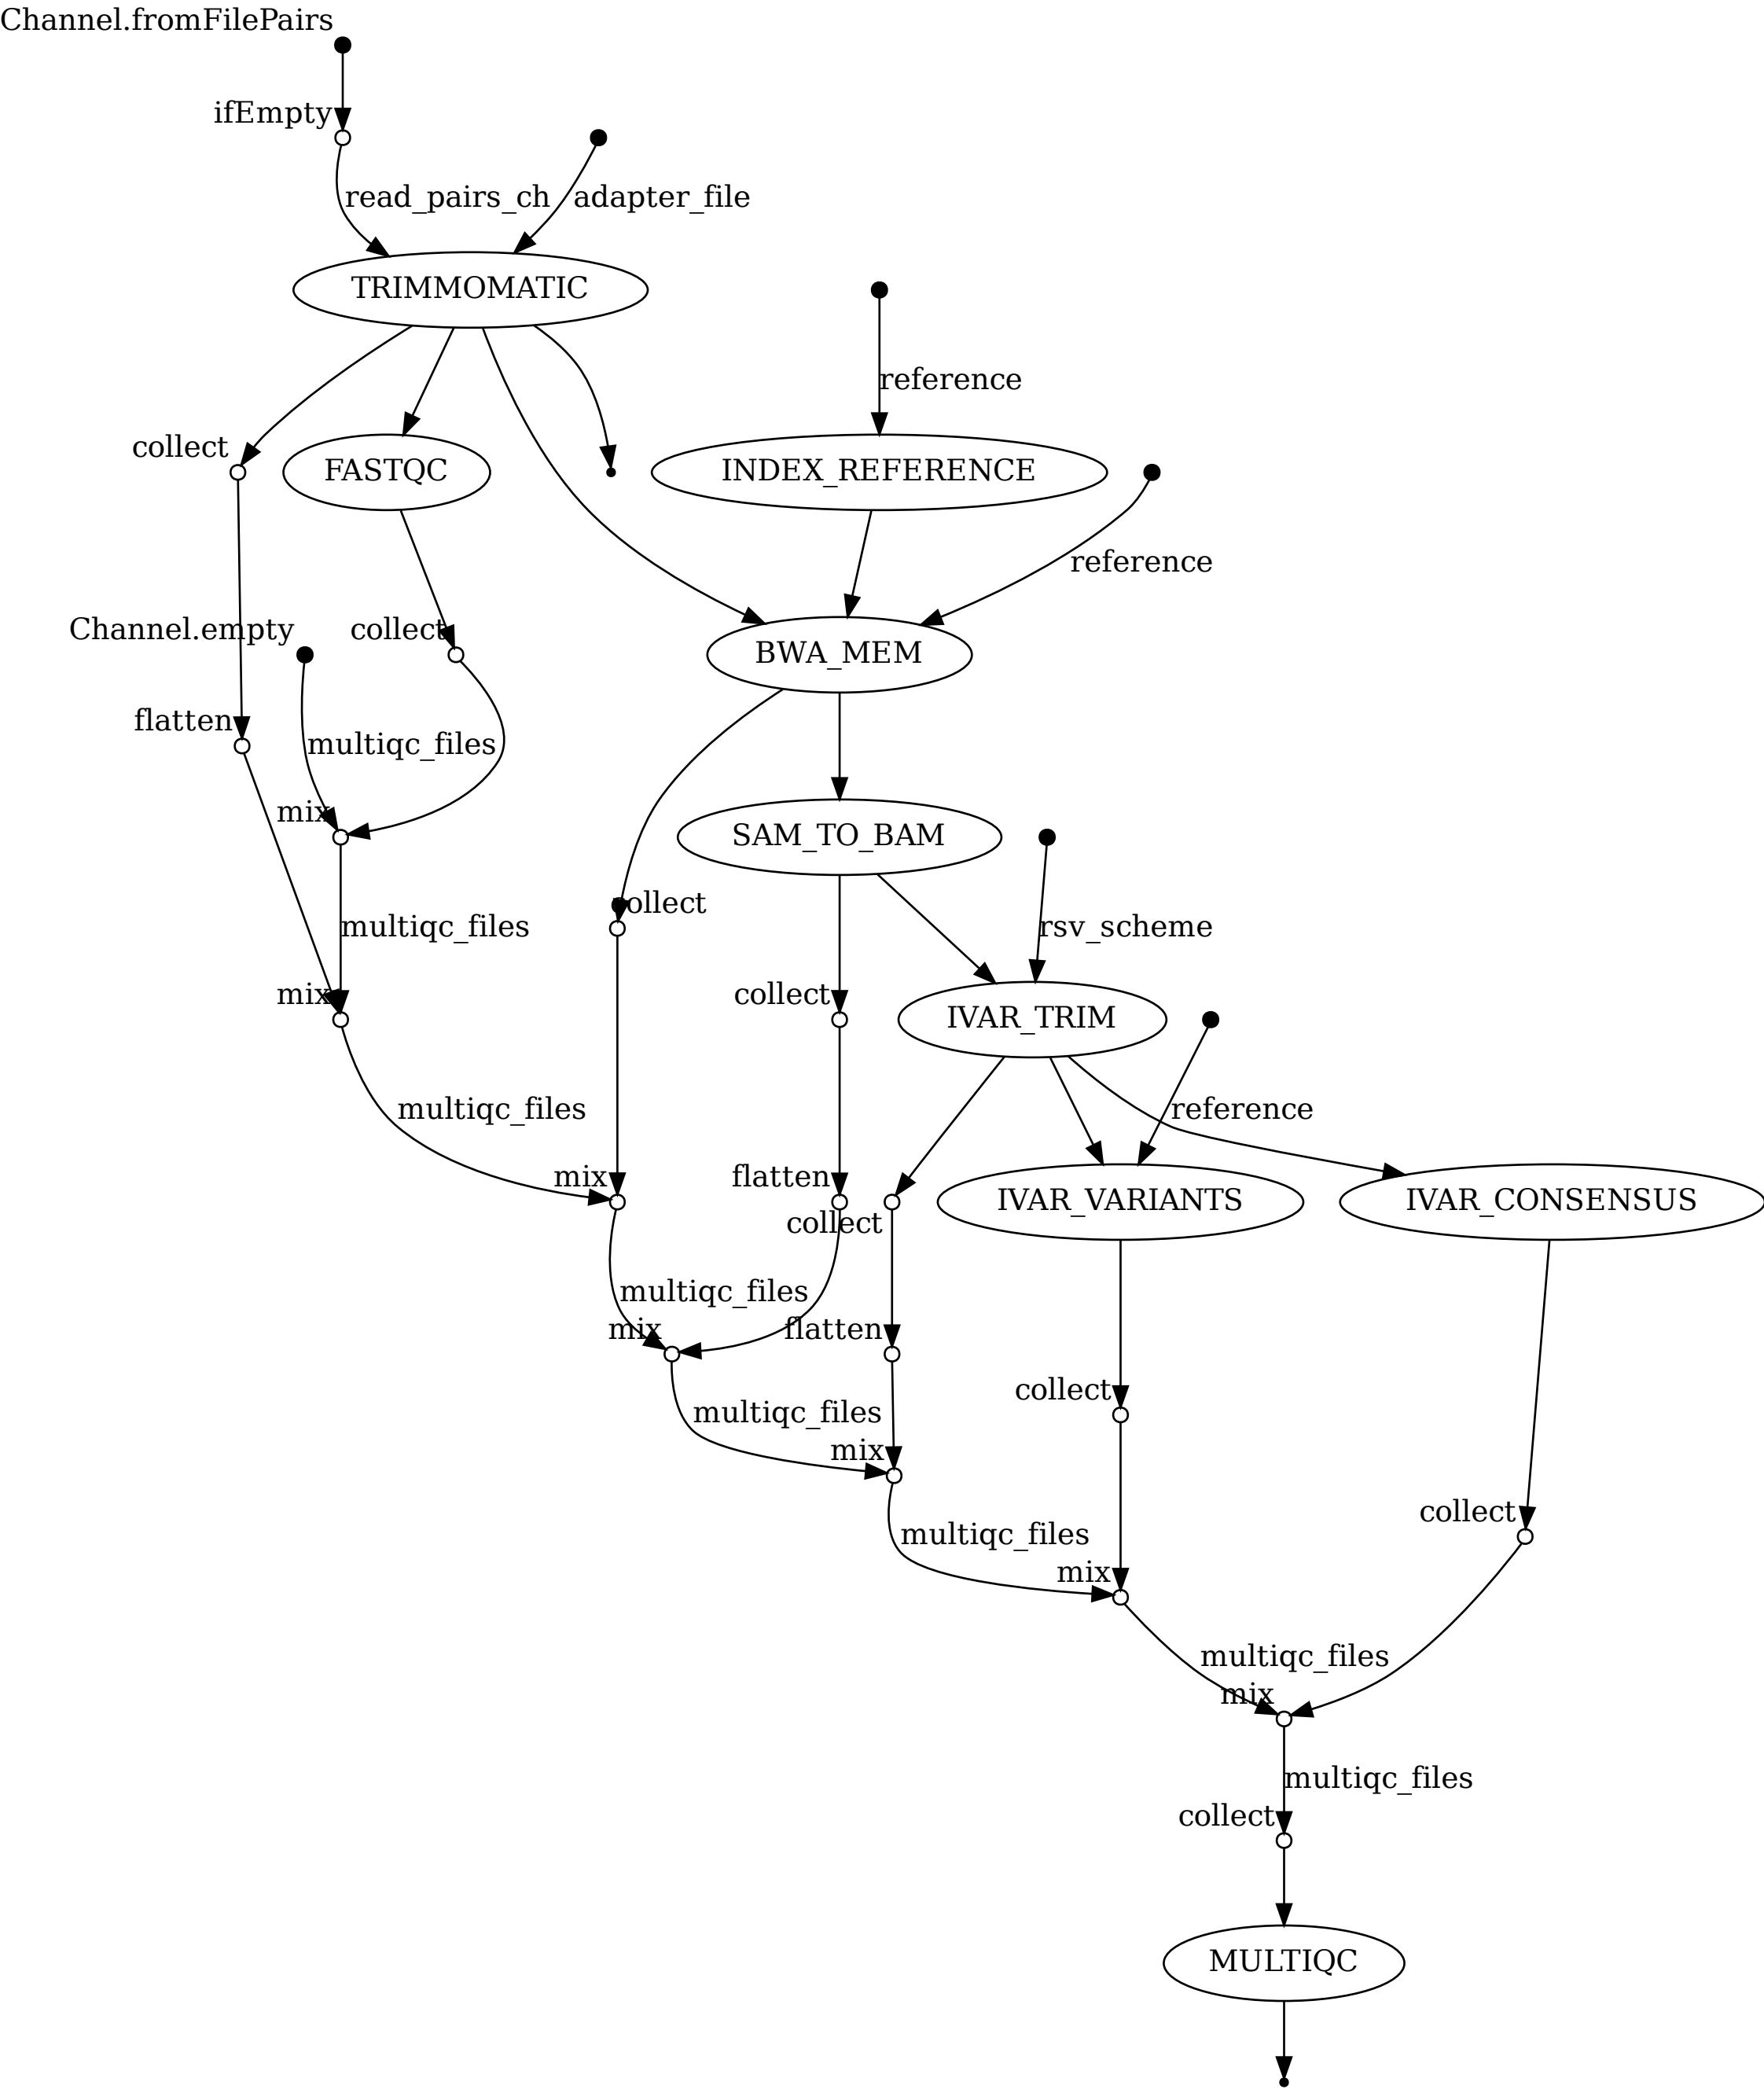 Channel.fromFilePairs
ifEmpty
read_pairs_ch
adapter_file
TRIMMOMATIC
reference
collect
FASTQC
INDEX_REFERENCE
reference
Channel.empty
collect
BWA_MEM
flatten
multiqc_files
mix
SAM_TO_BAM
collect
multiqc_files
rsv_scheme
mix
collect
IVAR_TRIM
multiqc_files
reference
mix
flatten
IVAR_VARIANTS
IVAR_CONSENSUS
collect
multiqc_files
mix
flatten
collect
multiqc_files
mix
collect
multiqc_files
mix
multiqc_files
mix
multiqc_files
collect
MULTIQC